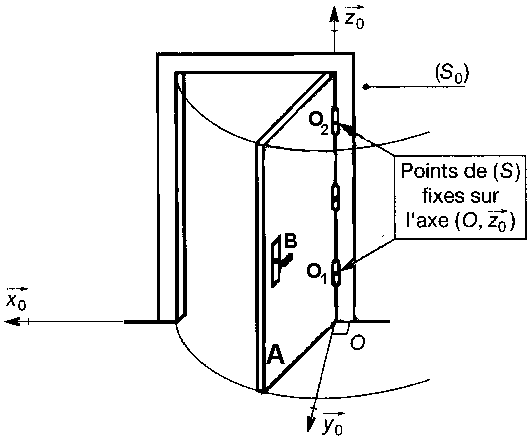 z₀
(S₀)
O₂
Points de (S)
fixes sur
l'axe (O, z₀)
B
O₁
x₀
A
O
y₀